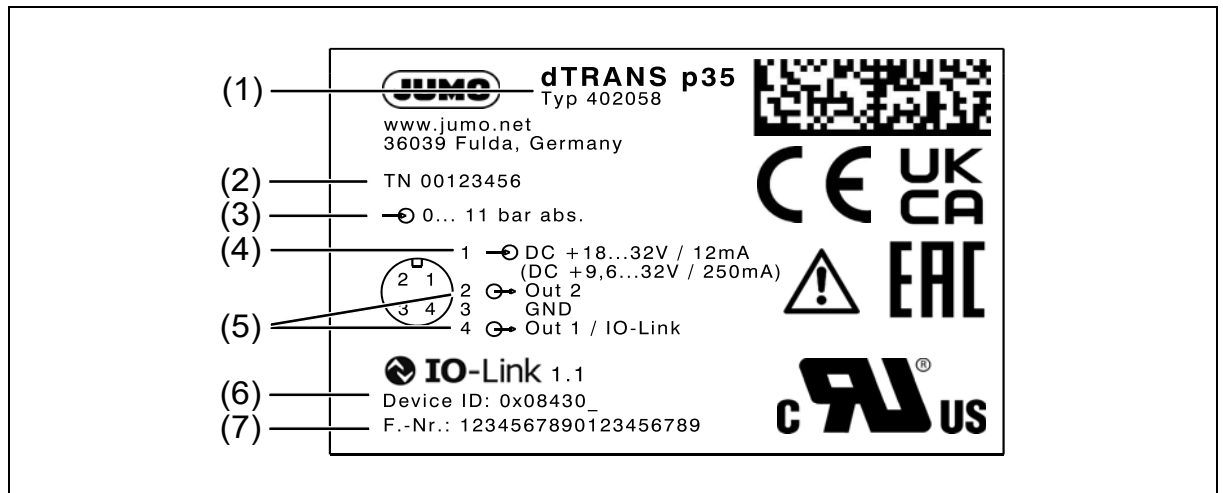 (1) JUMO dTRANS p35
Typ 402058
www.jumo.net
36039 Fulda, Germany
(2) TN 00123456
(3) 0... 11 bar abs.
(4) 1 DC +18...32V / 12mA
(DC +9,6...32V / 250mA)
2 1
2 Out 2
3 4
3 GND
(5) 4 Out 1 / IO-Link
IO-Link 1.1
(6) Device ID: 0x08430_
(7) F.-Nr.: 1234567890123456789
CE UK
CA
EAC
C RU ® US